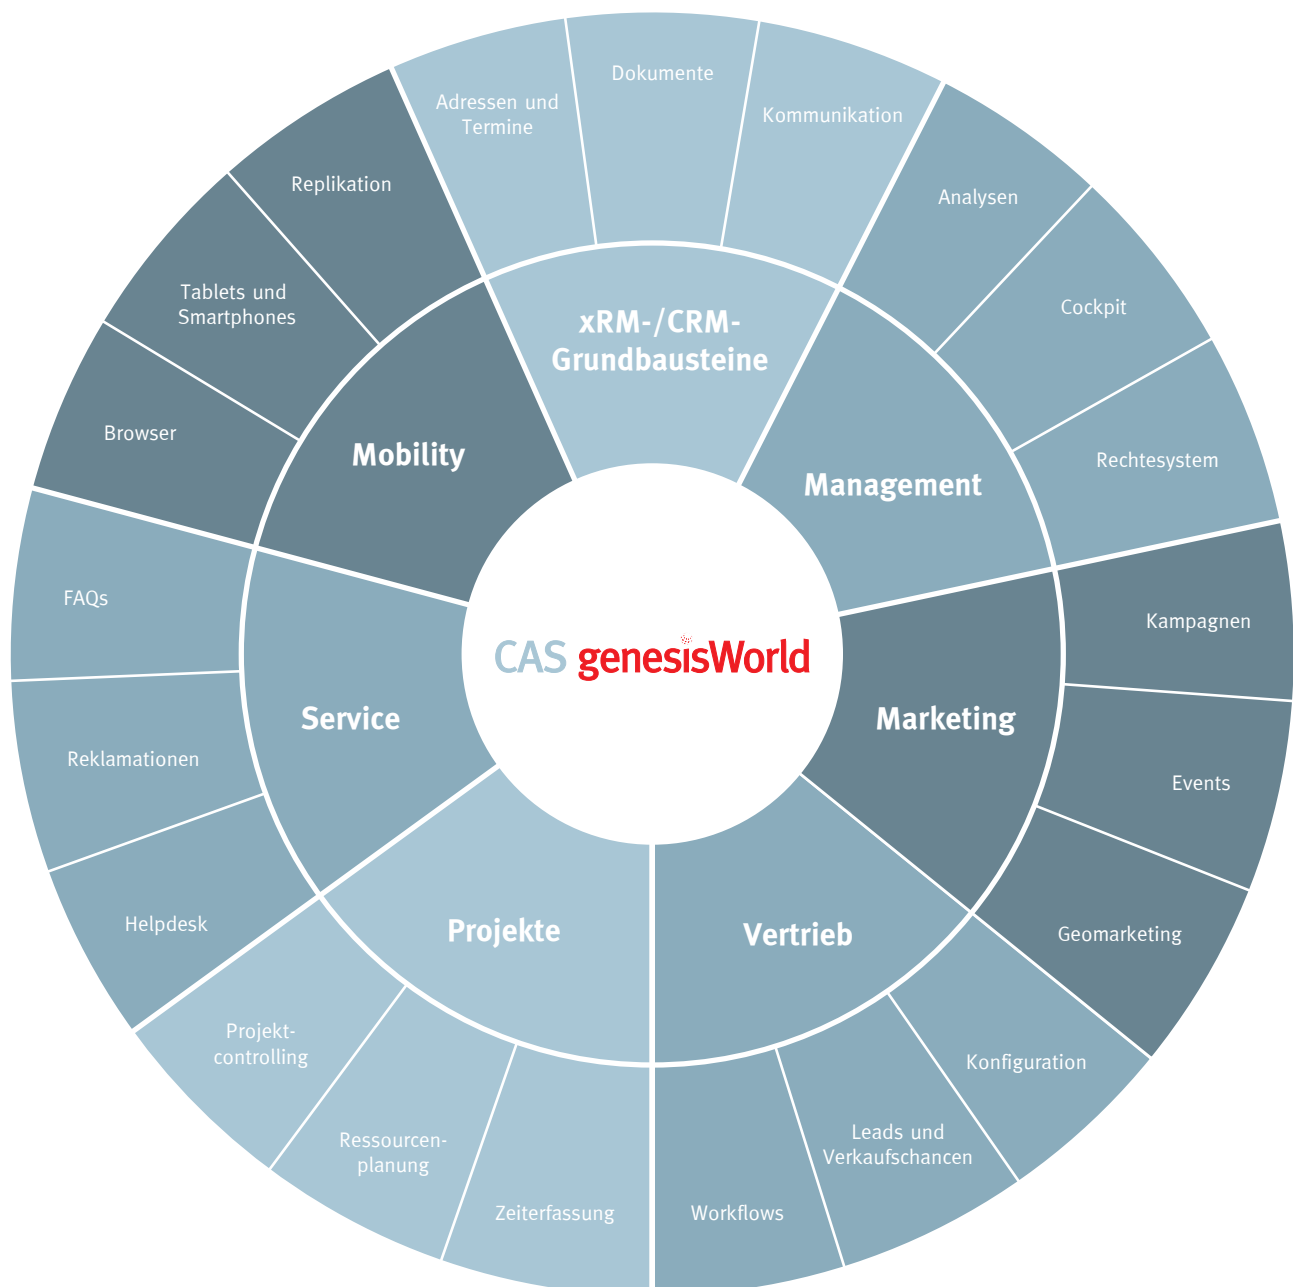 Adressen und
Termine
Dokumente
Kommunikation
xRM-/CRM-
Grundbausteine
Analysen
Cockpit
Rechtesystem
Management
Kampagnen
Events
Geomarketing
Marketing
Konfiguration
Leads und
Verkaufschancen
Workflows
Vertrieb
Zeiterfassung
Ressourcen-
planung
Projekt-
controlling
Projekte
Helpdesk
Reklamationen
FAQs
Service
Browser
Tablets und
Smartphones
Replikation
Mobility
CAS genesisWorld